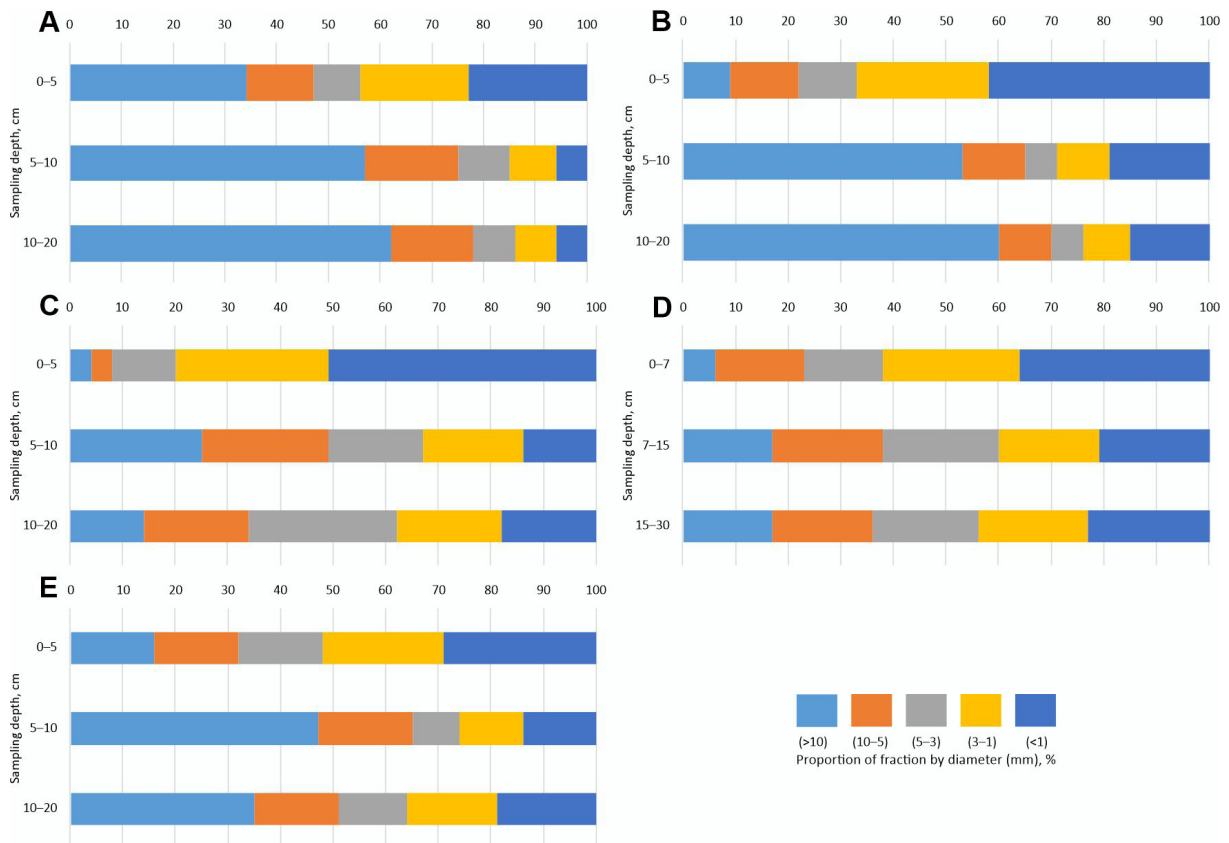 A
0 10 20 30 40 50 60 70 80 90 100
Sampling depth, cm
0–5
5–10
10–20
B
0 10 20 30 40 50 60 70 80 90 100
Sampling depth, cm
0–5
5–10
10–20
C
0 10 20 30 40 50 60 70 80 90 100
Sampling depth, cm
0–5
5–10
10–20
D
0 10 20 30 40 50 60 70 80 90 100
Sampling depth, cm
0–7
7–15
15–30
E
0 10 20 30 40 50 60 70 80 90 100
Sampling depth, cm
0–5
5–10
10–20
(>10) (10–5) (5–3) (3–1) (<1)
Proportion of fraction by diameter (mm), %